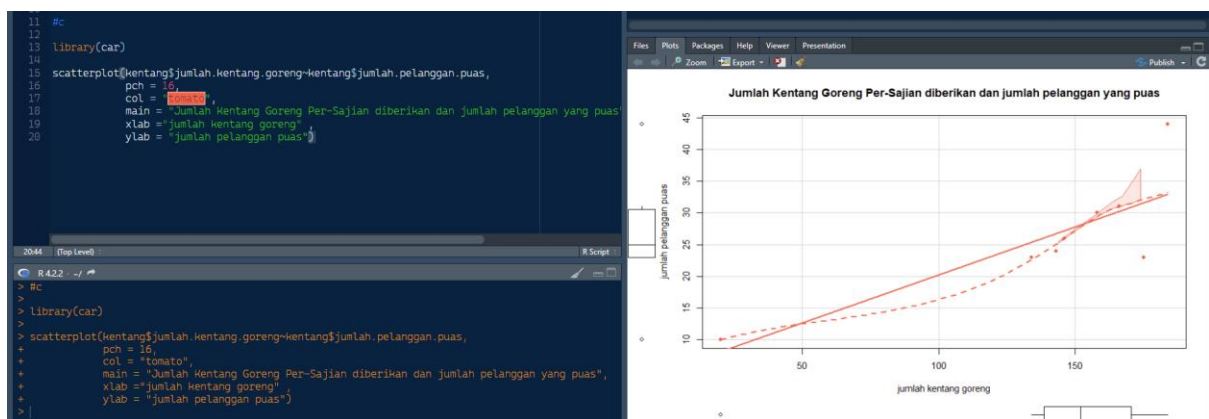 11 #c
12
13 library(car)
14
15 scatterplot(kentang$jumlah.kentang.goreng~kentang$jumlah.pelanggan.puas,
16 pch = 16,
17 col = "tomato",
18 main = "Jumlah Kentang Goreng Per-Sajian diberikan dan jumlah pelanggan yang puas"
19 xlab ="jumlah kentang goreng" ,
20 ylab = "jumlah pelanggan puas")
20:44 (Top Level) R Script
R 4.2.2 · ~/
> #c
>
> library(car)
>
> scatterplot(kentang$jumlah.kentang.goreng~kentang$jumlah.pelanggan.puas,
+ pch = 16,
+ col = "tomato",
+ main = "Jumlah Kentang Goreng Per-Sajian diberikan dan jumlah pelanggan yang puas",
+ xlab ="jumlah kentang goreng" ,
+ ylab = "jumlah pelanggan puas")
>
Files Plots Packages Help Viewer Presentation
Zoom Export Publish
Jumlah Kentang Goreng Per-Sajian diberikan dan jumlah pelanggan yang puas
jumlah pelanggan puas
45
40
35
30
25
20
15
10
50 100 150
jumlah kentang goreng